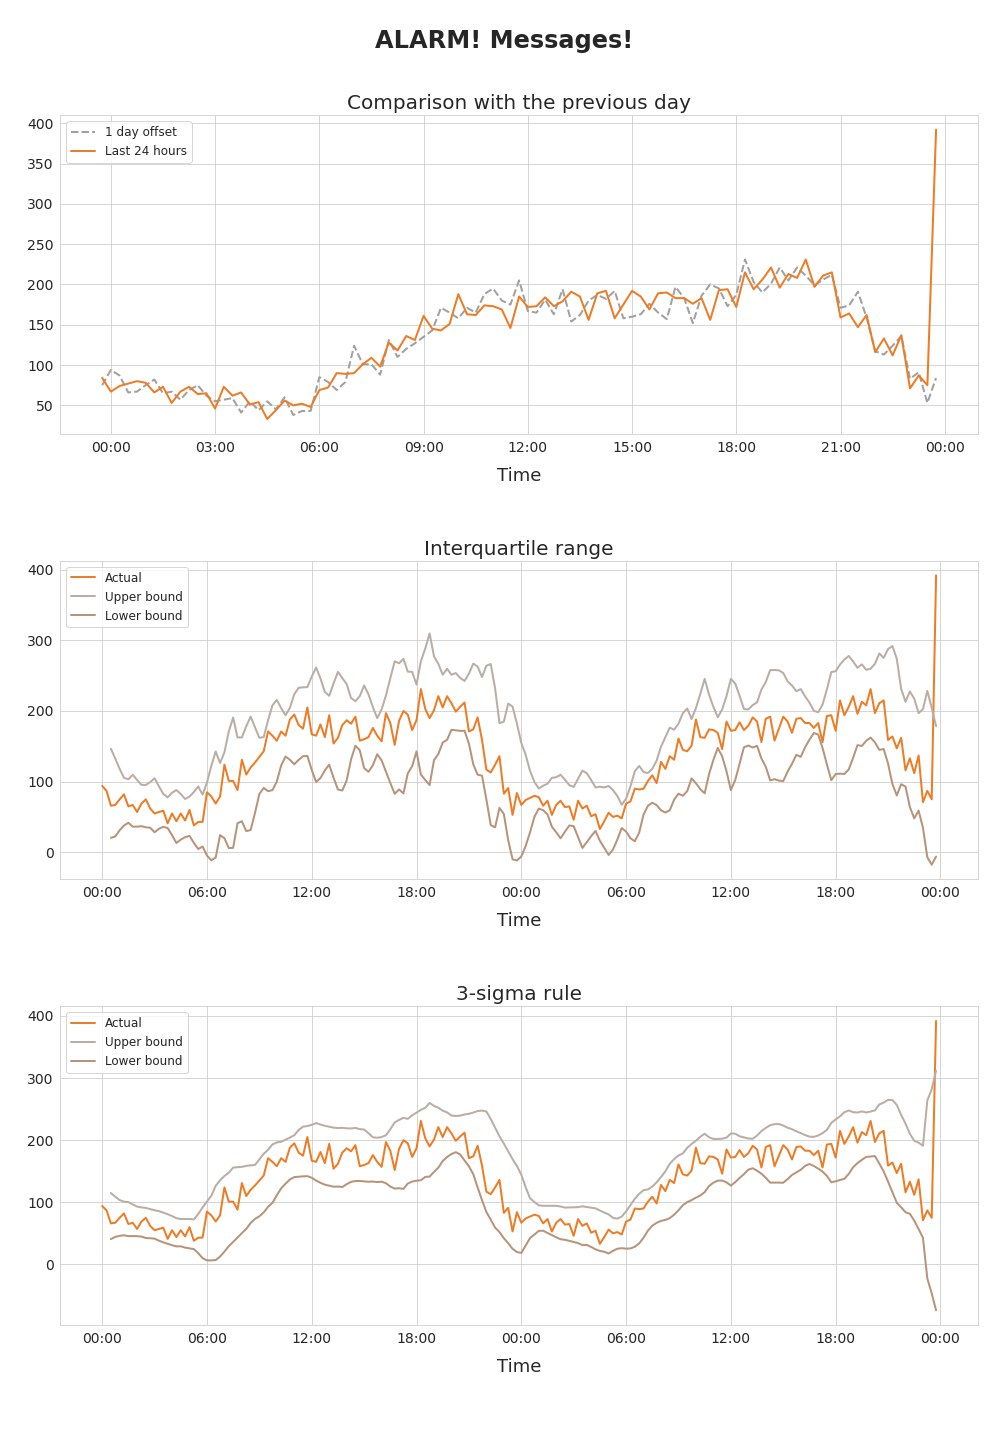 ALARM! Messages!
Comparison with the previous day
400
350
300
250
200
150
100
50
1 day offset
Last 24 hours
00:00 03:00 06:00 09:00 12:00 15:00 18:00 21:00 00:00
Time
Interquartile range
400
300
200
100
0
Actual
Upper bound
Lower bound
00:00 06:00 12:00 18:00 00:00 06:00 12:00 18:00 00:00
Time
3-sigma rule
400
300
200
100
0
Actual
Upper bound
Lower bound
00:00 06:00 12:00 18:00 00:00 06:00 12:00 18:00 00:00
Time